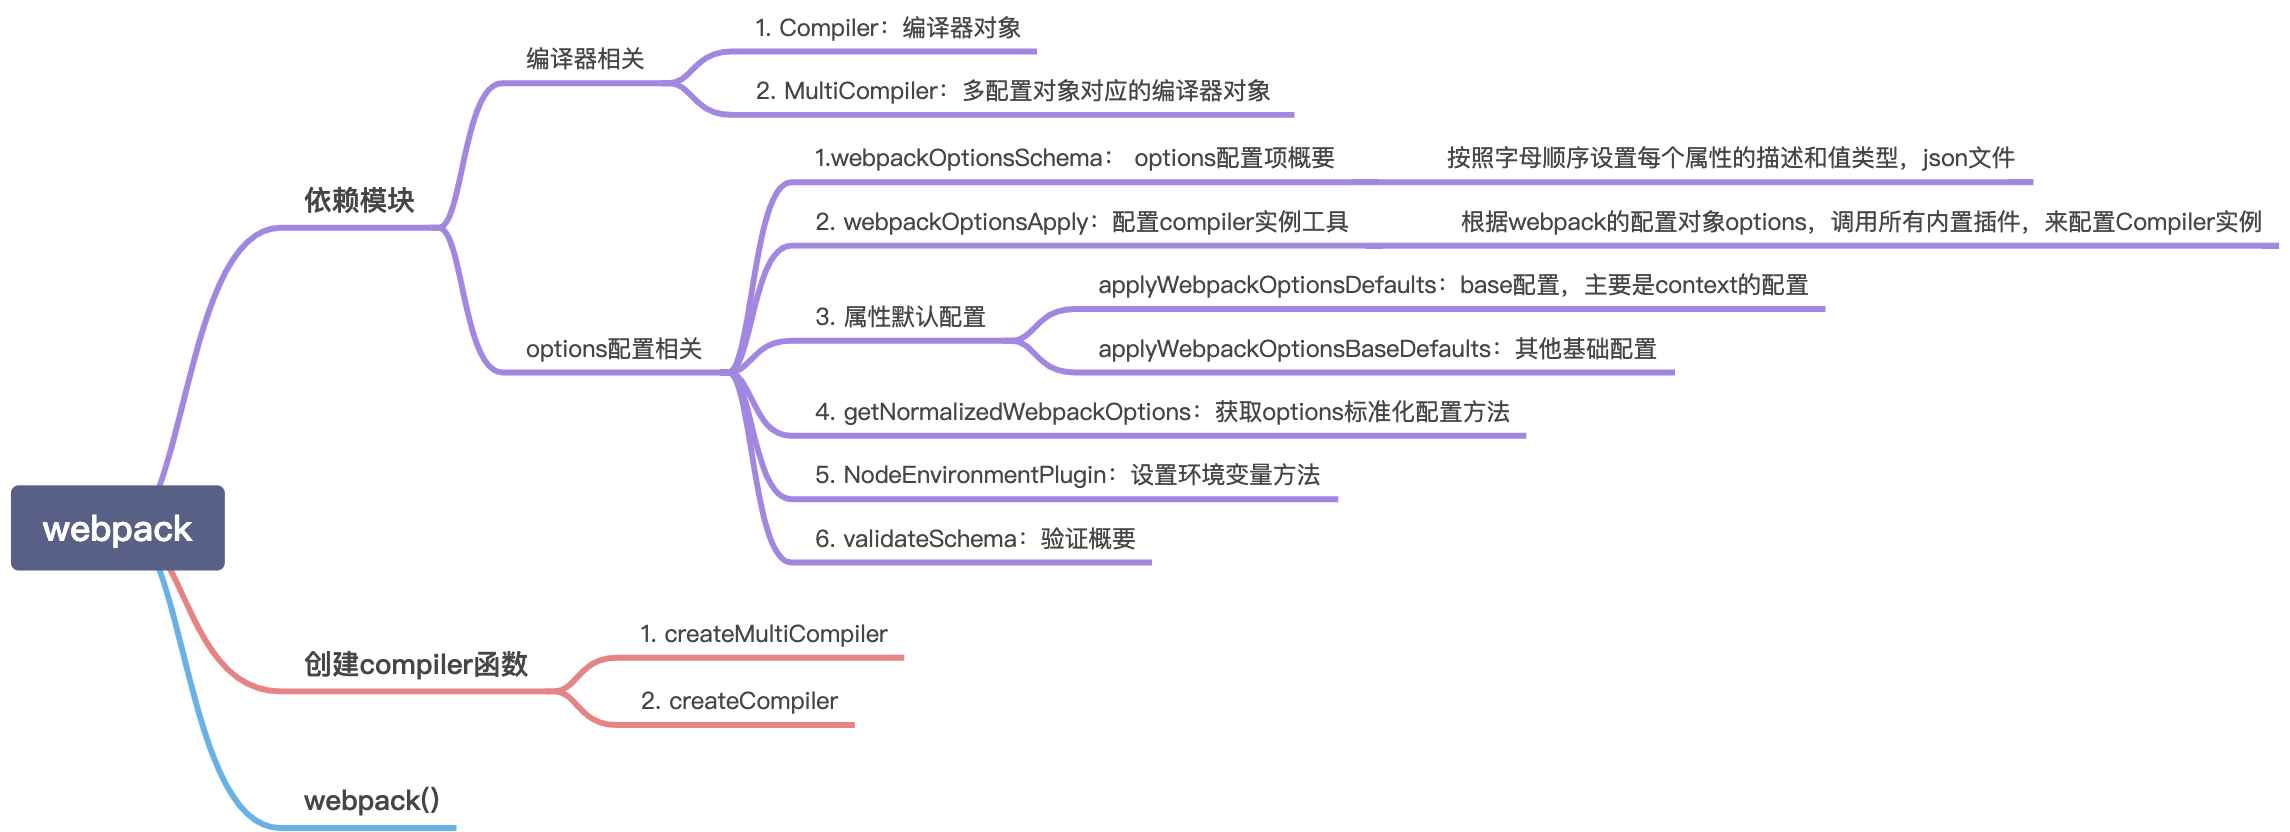 webpack
依赖模块
编译器相关
1. Compiler：编译器对象
2. MultiCompiler：多配置对象对应的编译器对象
options配置相关
1.webpackOptionsSchema： options配置项概要
按照字母顺序设置每个属性的描述和值类型，json文件
2. webpackOptionsApply：配置compiler实例工具
根据webpack的配置对象options，调用所有内置插件，来配置Compiler实例
3. 属性默认配置
applyWebpackOptionsDefaults：base配置，主要是context的配置
applyWebpackOptionsBaseDefaults：其他基础配置
4. getNormalizedWebpackOptions：获取options标准化配置方法
5. NodeEnvironmentPlugin：设置环境变量方法
6. validateSchema：验证概要
创建compiler函数
1. createMultiCompiler
2. createCompiler
webpack()